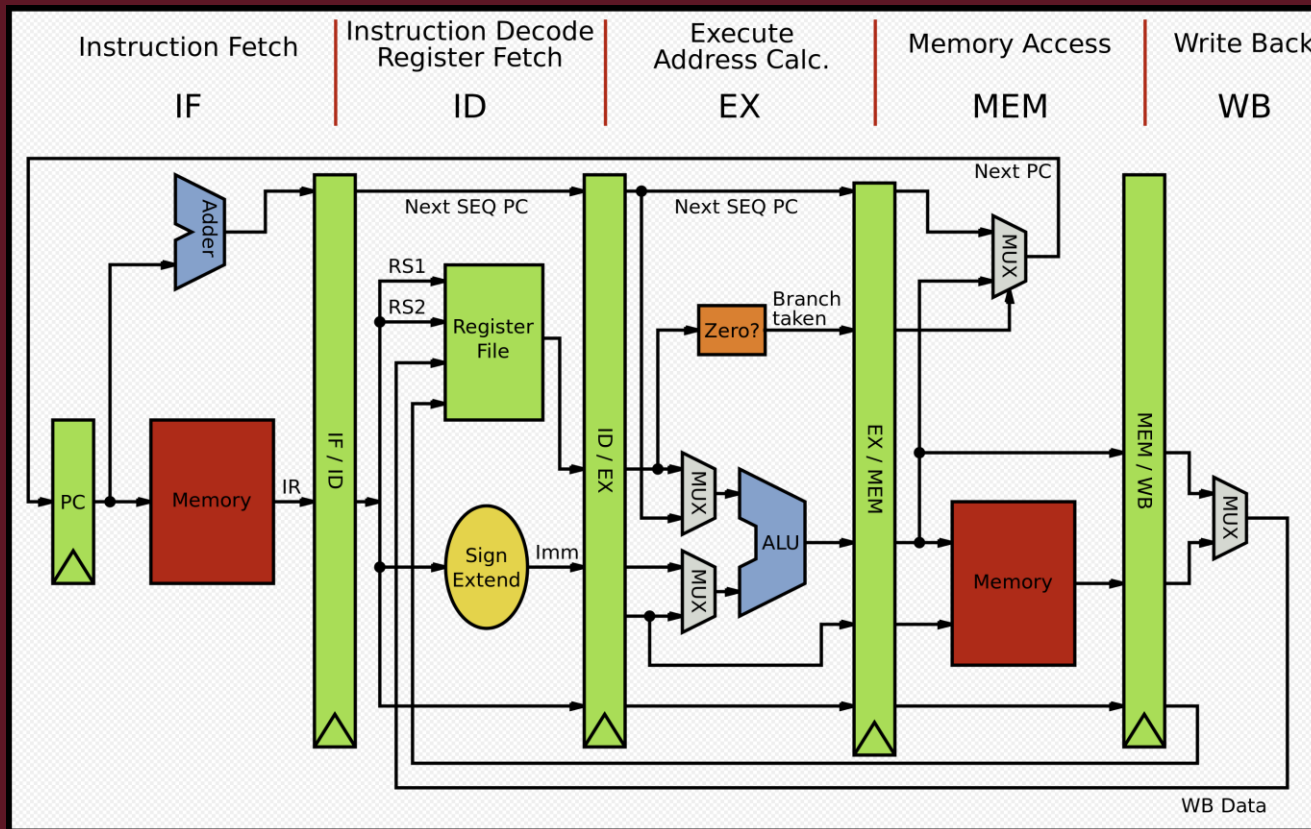 Instruction Fetch
IF
Instruction Decode
Register Fetch
ID
Execute
Address Calc.
EX
Memory Access
MEM
Write Back
WB
Next PC
Adder
Next SEQ PC
Next SEQ PC
MUX
RS1
RS2
Register
File
Zero?
Branch
taken
PC
Memory
IR
IF / ID
Sign
Extend
Imm
ID / EX
MUX
MUX
ALU
EX / MEM
Memory
MEM / WB
MUX
WB Data